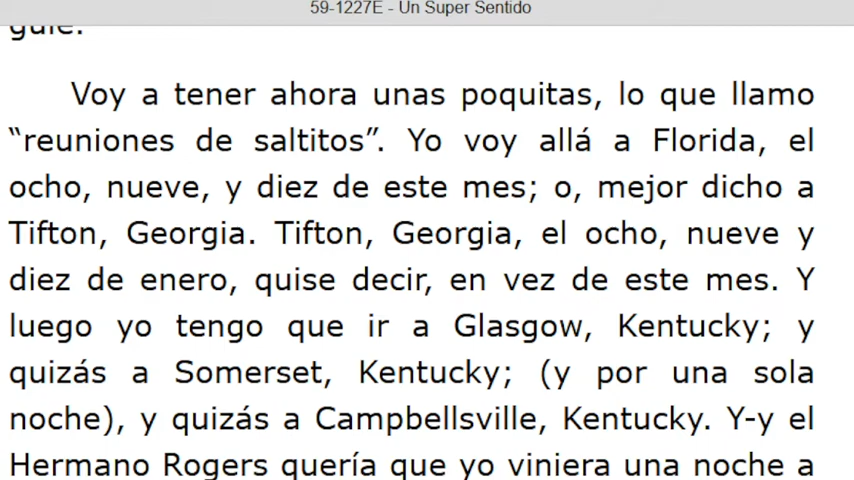 59-1227E - Un Super Sentido
guíe.
Voy a tener ahora unas poquitas, lo que llamo
“reuniones de saltitos”. Yo voy allá a Florida, el
ocho, nueve, y diez de este mes; o, mejor dicho a
Tifton, Georgia. Tifton, Georgia, el ocho, nueve y
diez de enero, quise decir, en vez de este mes. Y
luego yo tengo que ir a Glasgow, Kentucky; y
quizás a Somerset, Kentucky; (y por una sola
noche), y quizás a Campbellsville, Kentucky. Y-y el
Hermano Rogers quería que yo viniera una noche a